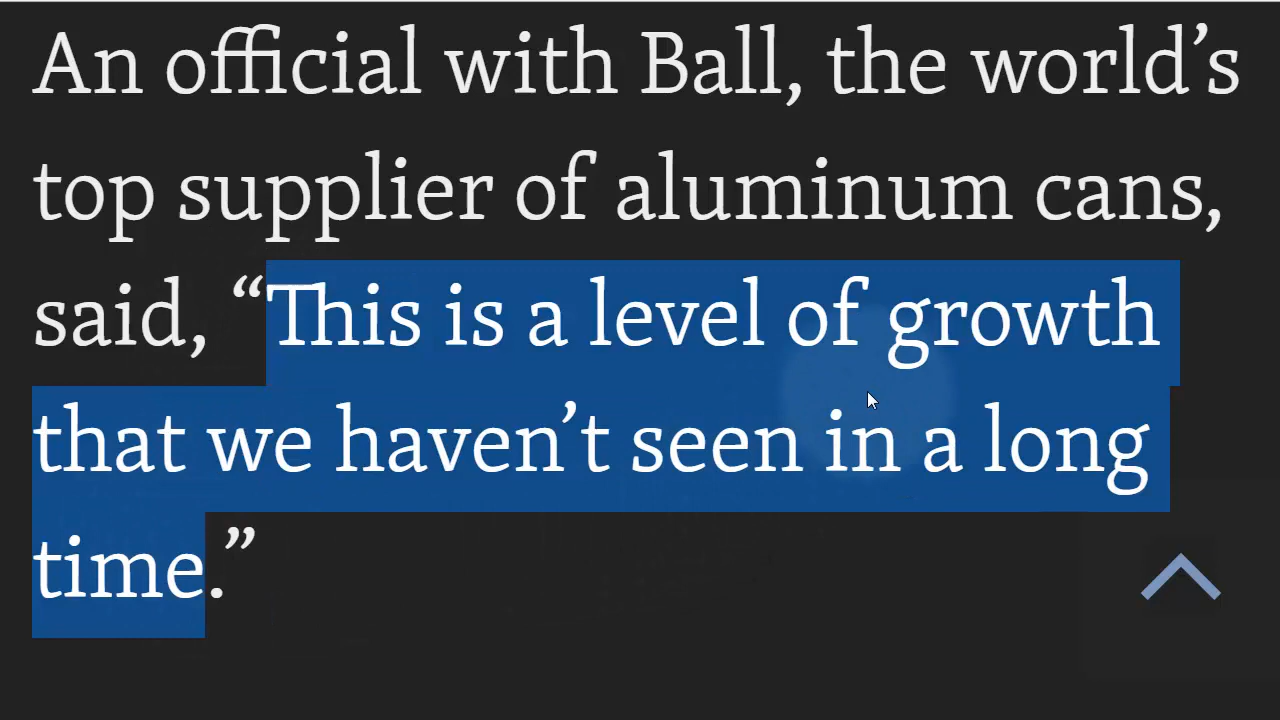 An official with Ball, the world’s
top supplier of aluminum cans,
said, “This is a level of growth
that we haven’t seen in a long
time.”